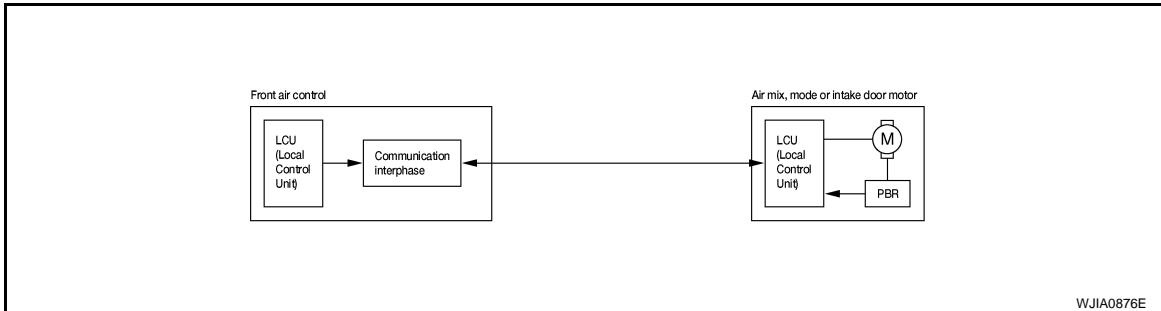 Front air control
LCU
(Local
Control
Unit)
Communication
interphase
Air mix, mode or intake door motor
LCU
(Local
Control
Unit)
M
PBR
WJIA0876E